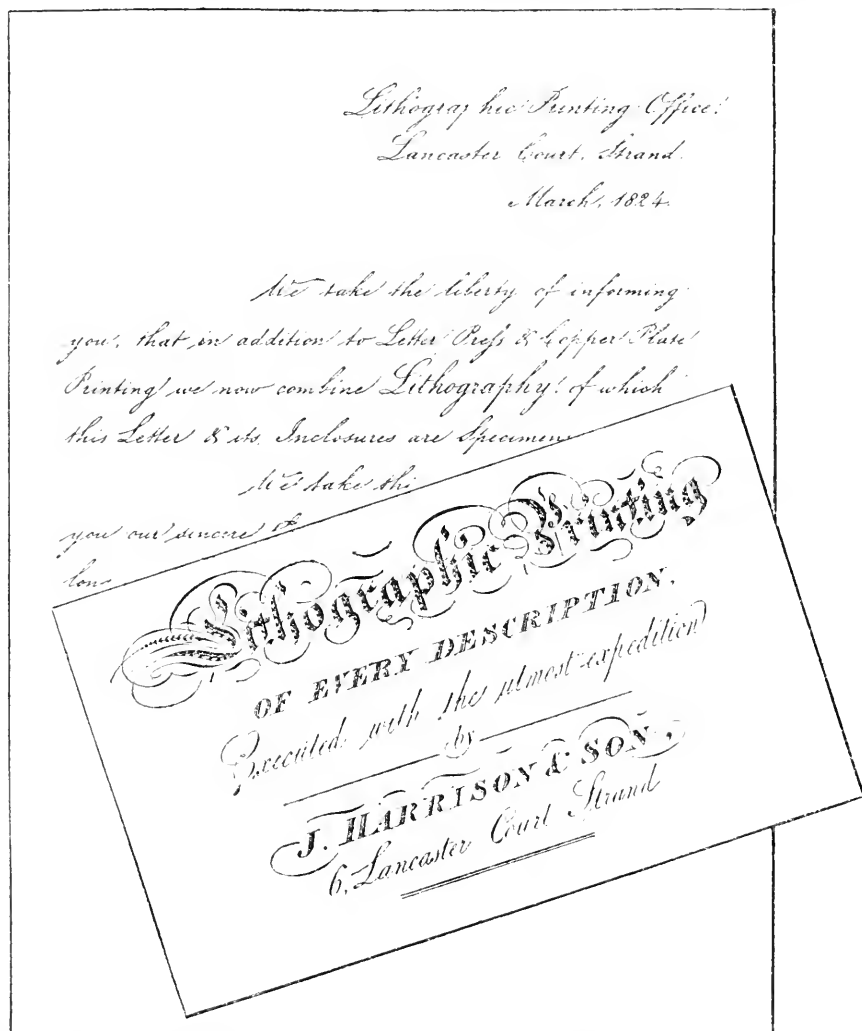 Lithographic Printing Office.
Lancaster Court, Strand.
March, 1824.
We take the liberty of informing
you, that in addition to Letter Press & Copper Plate
Printing we now combine Lithography, of which
this Letter & its Inclosures are Specimens
We take thi
you our sincere
Lithographic Printing
OF EVERY DESCRIPTION,
Executed with the utmost expedition
by
J. HARRISON & SON,
6, Lancaster Court Strand